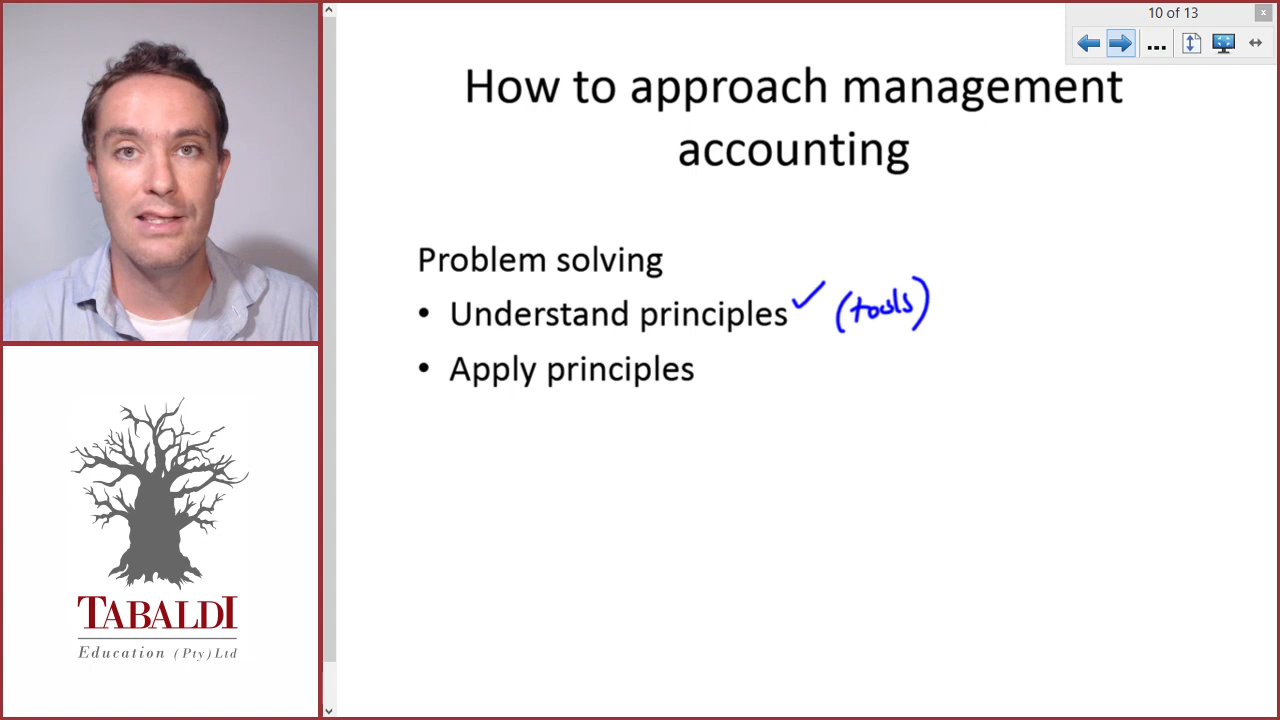 10 of 13
How to approach management
accounting
Problem solving
• Understand principles ✓ (tools)
• Apply principles
TABALDI
Education (Pty) Ltd